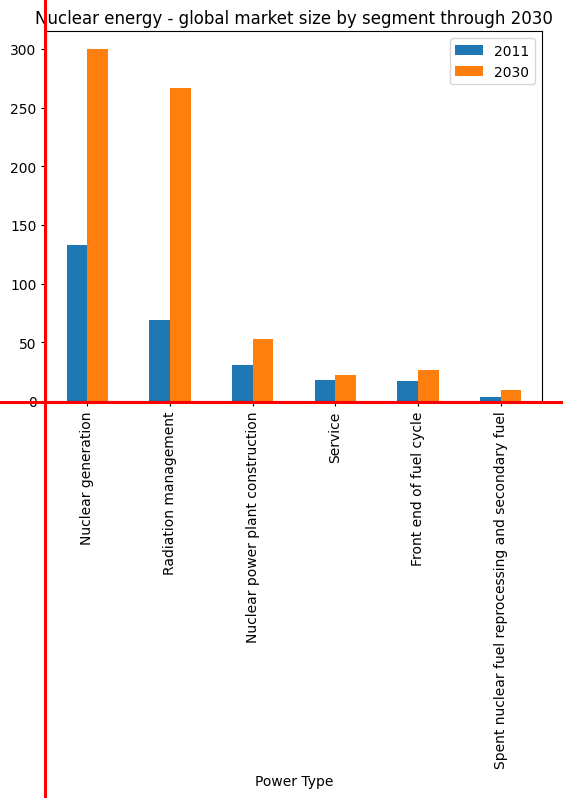 Nuclear energy - global market size by segment through 2030
2011
2030
300
250
200
150
100
50
0
Nuclear generation
Radiation management
Nuclear power plant construction
Service
Front end of fuel cycle
Spent nuclear fuel reprocessing and secondary fuel
Power Type